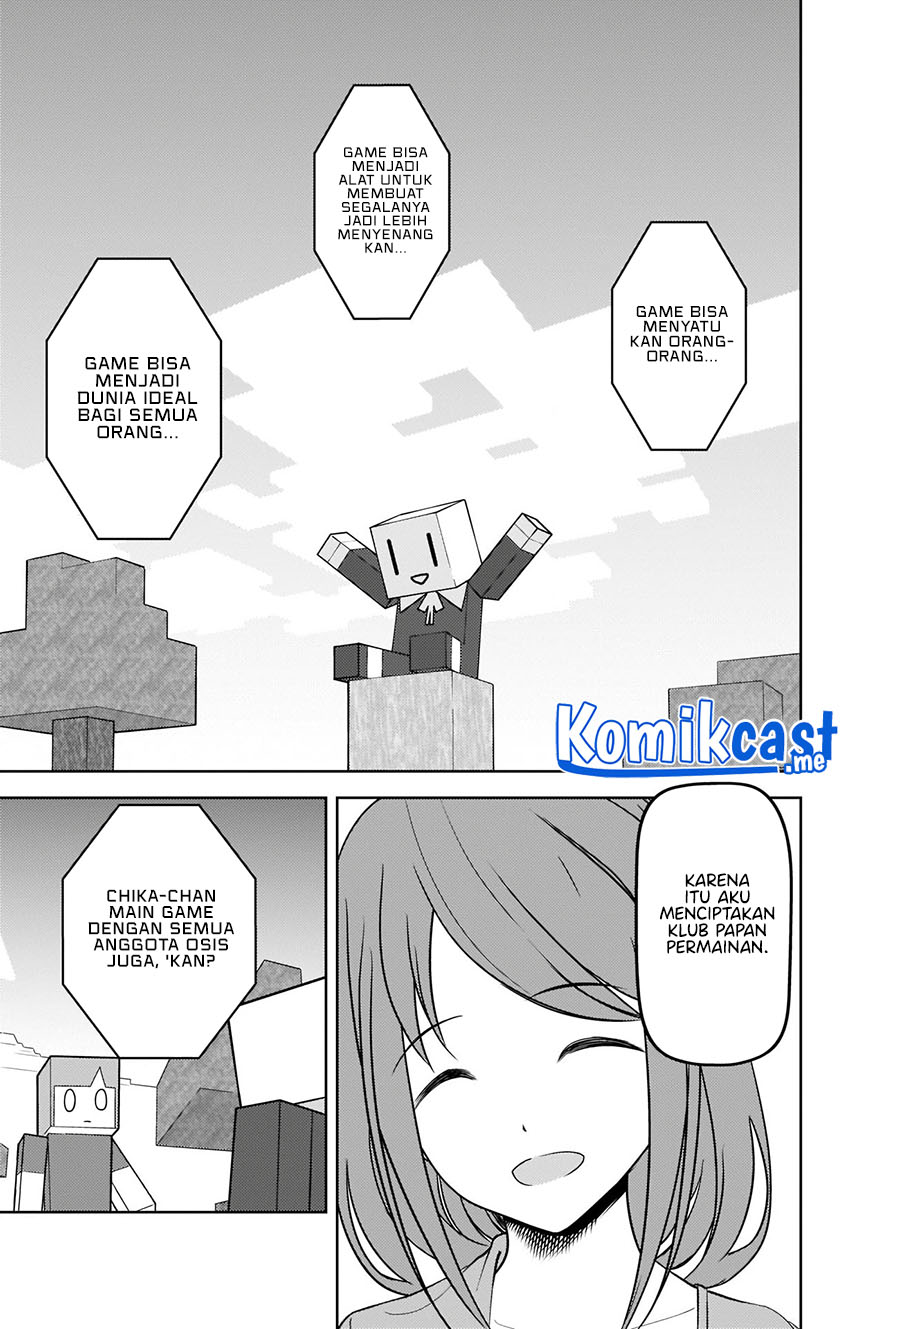 GAME BISA
MENYATU
KAN ORANG-
ORANG...
GAME BISA
MENJADI
ALAT UNTUK
MEMBUAT
SEGALANYA
JADI LEBIH
MENYENANG
KAN...
GAME BISA
MENJADI
DUNIA IDEAL
BAGI SEMUA
ORANG...
Komikcast
.me
KARENA
ITU AKU
MENCIPTAKAN
KLUB PAPAN
PERMAINAN.
CHIKA-CHAN
MAIN GAME
DENGAN SEMUA
ANGGOTA OSIS
JUGA, 'KAN?